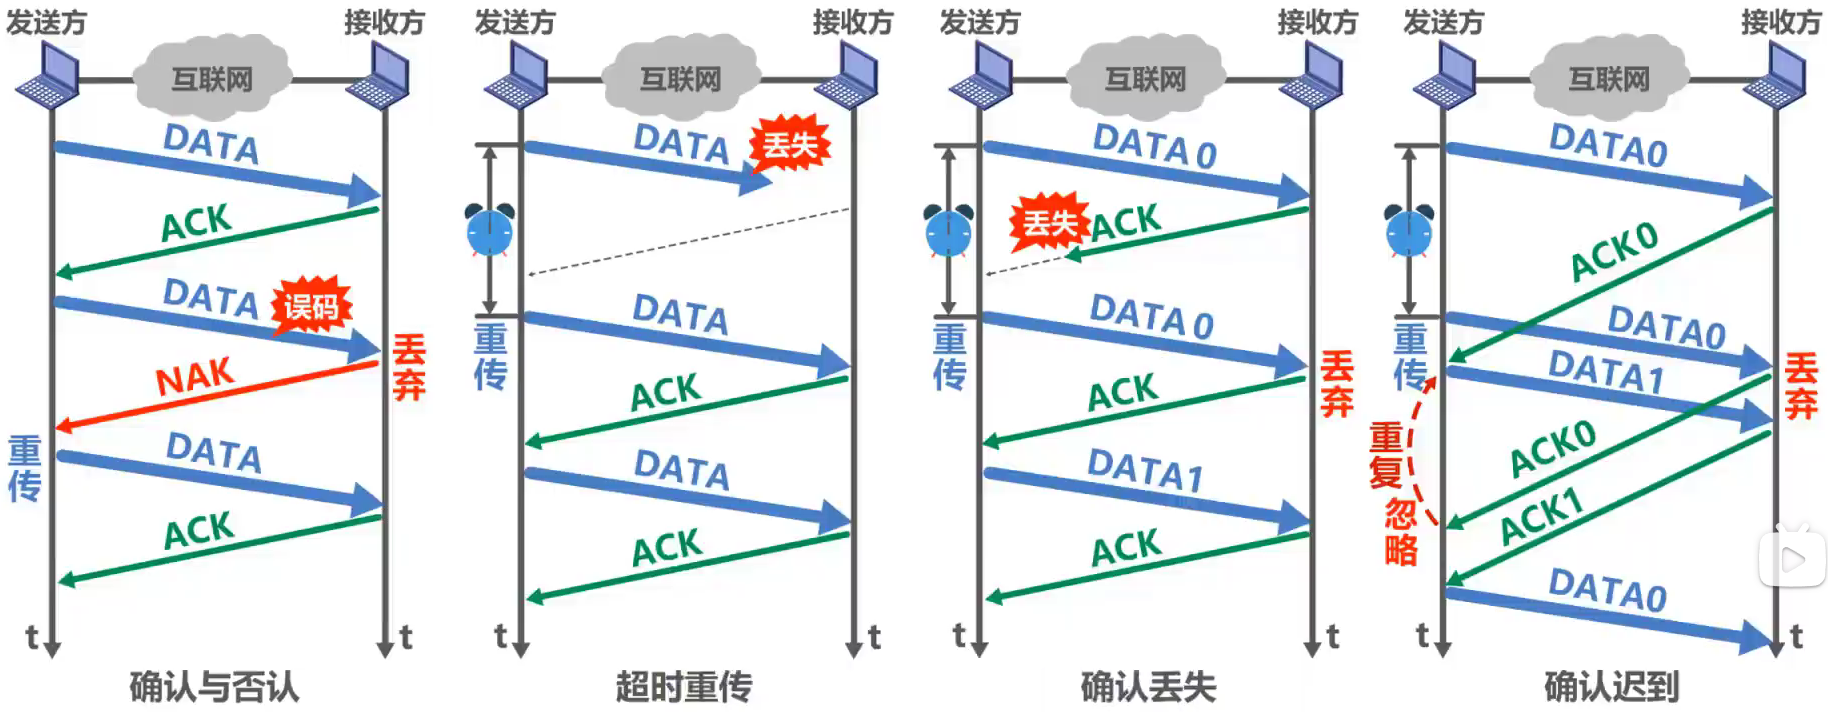 发送方
接收方
互联网
DATA
ACK
DATA
误码
丢弃
NAK
重传
DATA
ACK
t
t
确认与否认
发送方
接收方
互联网
DATA
丢失
重传
DATA
ACK
DATA
ACK
t
t
超时重传
发送方
接收方
互联网
DATA 0
丢失
ACK
重传
DATA 0
丢弃
ACK
DATA1
ACK
t
t
确认丢失
发送方
接收方
互联网
DATA0
ACK0
重传
DATA0
丢弃
DATA1
重复
忽略
ACK0
ACK1
DATA0
t
t
确认迟到